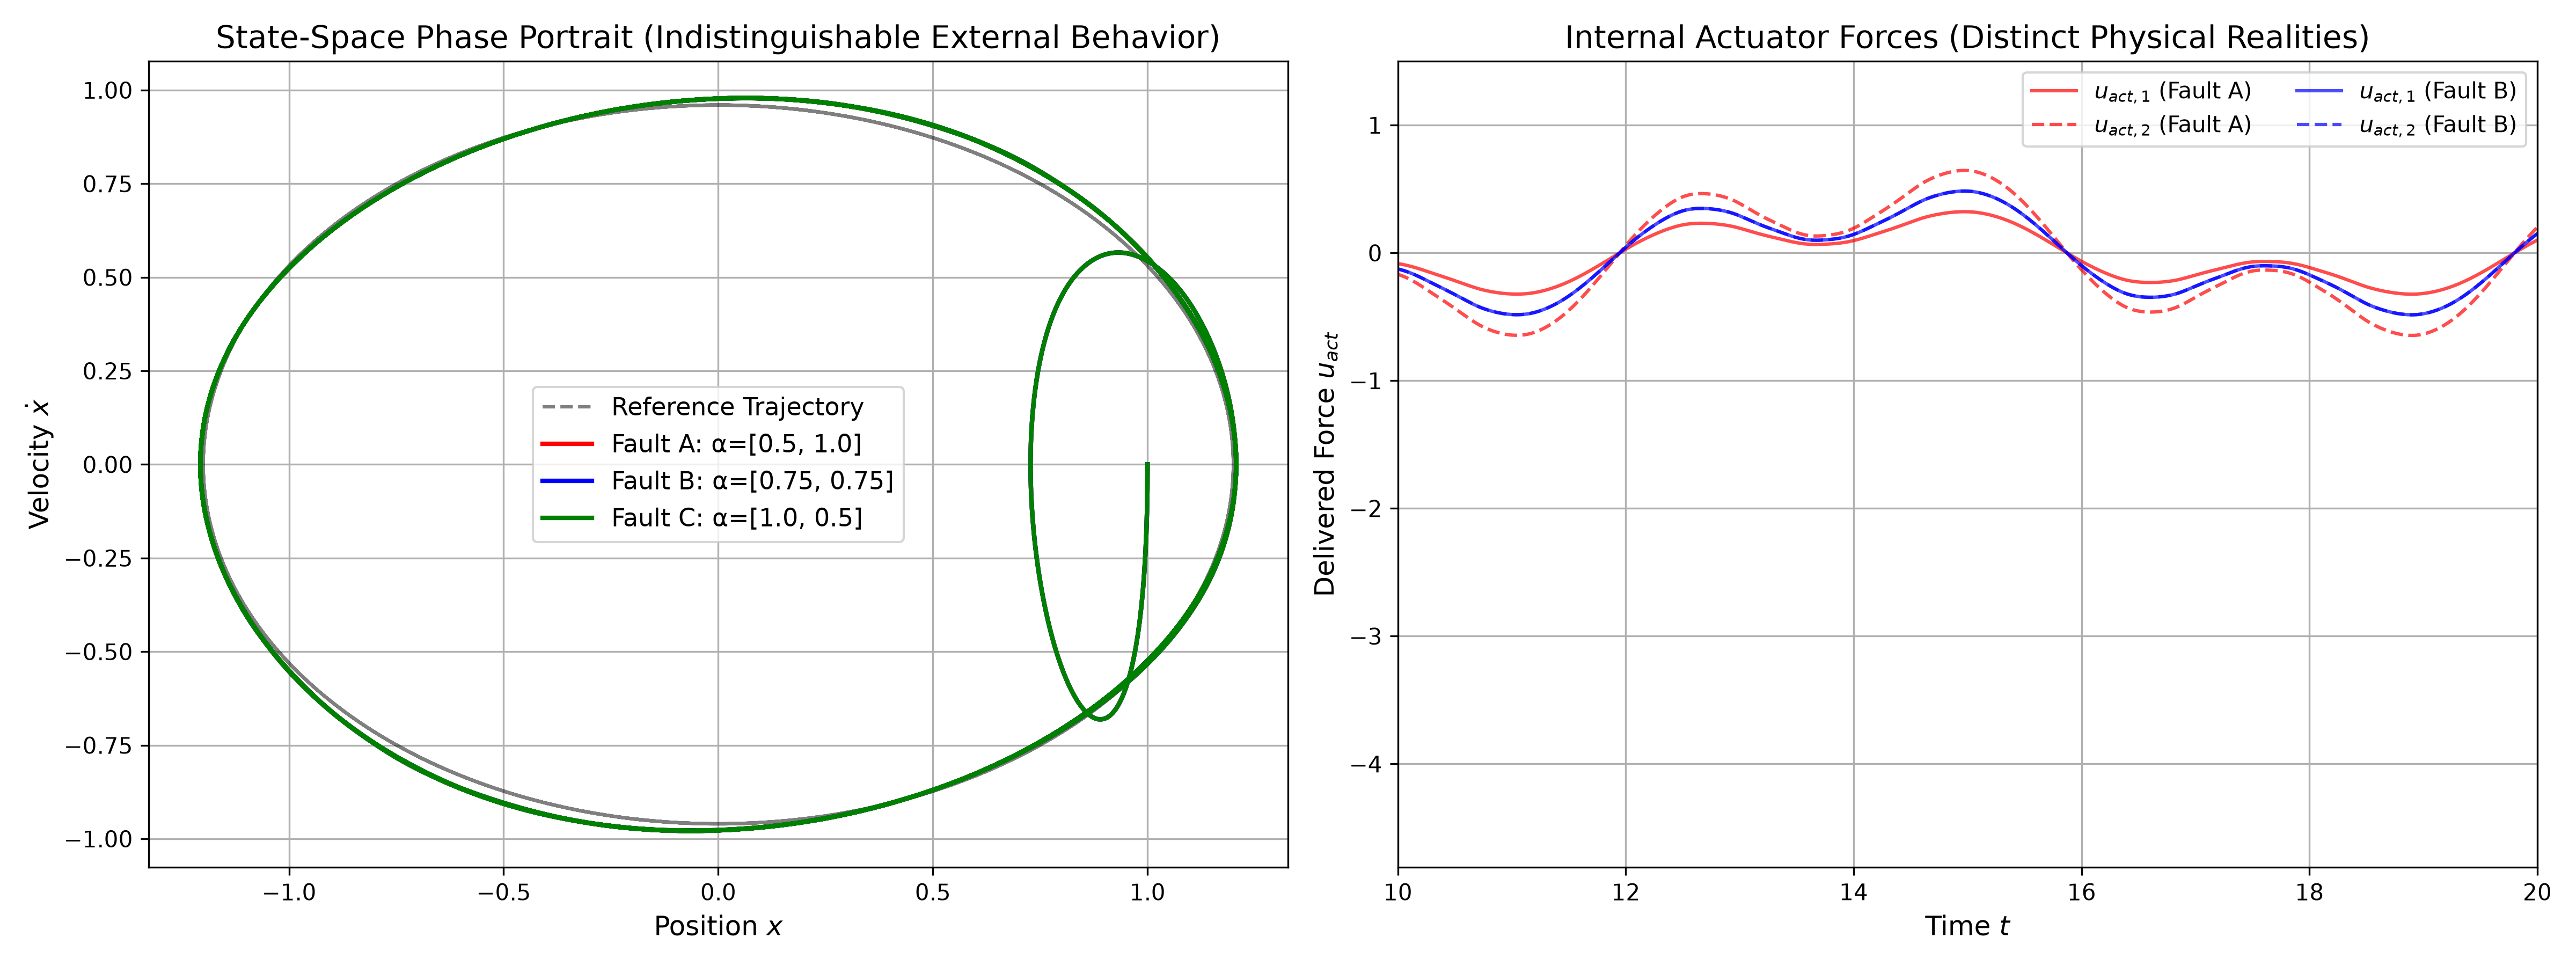 State-Space Phase Portrait (Indistinguishable External Behavior)
Velocity ẋ
1.00
0.75
0.50
0.25
0.00
−0.25
−0.50
−0.75
−1.00
Reference Trajectory
Fault A: α=[0.5, 1.0]
Fault B: α=[0.75, 0.75]
Fault C: α=[1.0, 0.5]
−1.0 −0.5 0.0 0.5 1.0
Position x
Internal Actuator Forces (Distinct Physical Realities)
Delivered Force u_act
1
0
−1
−2
−3
−4
u_act,1 (Fault A) u_act,1 (Fault B)
u_act,2 (Fault A) u_act,2 (Fault B)
10 12 14 16 18 20
Time t